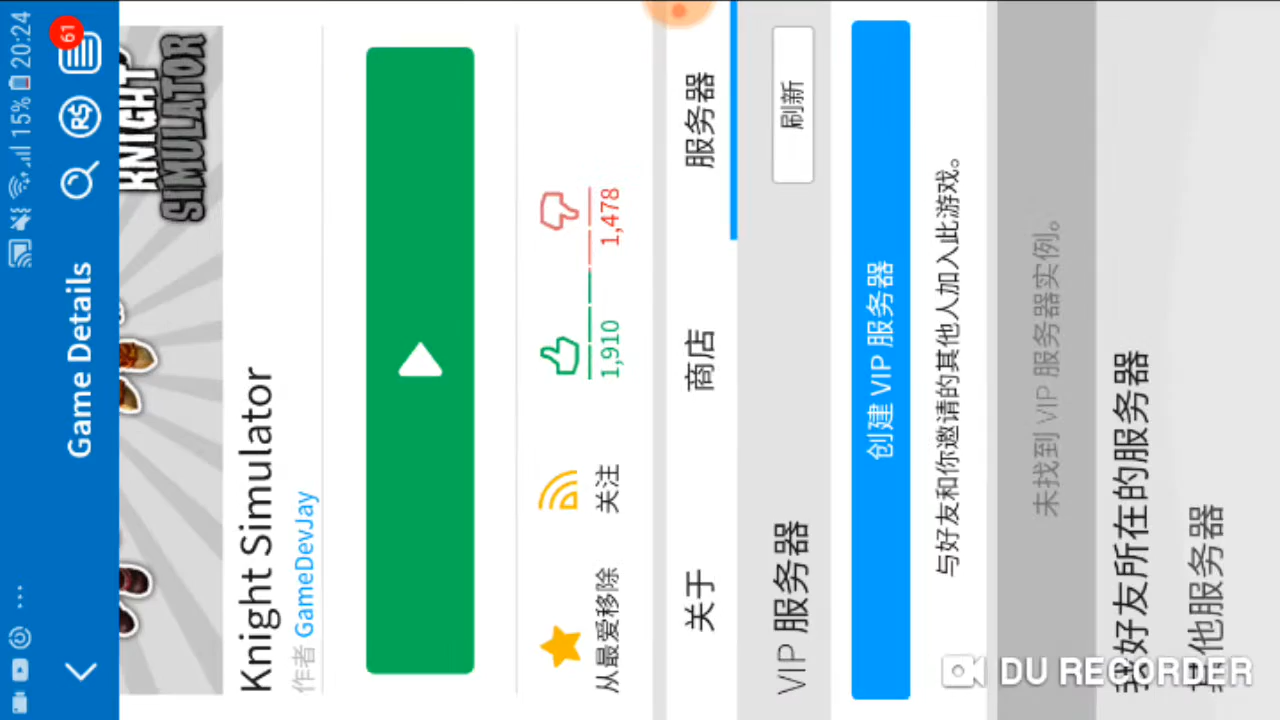 15% 20:24
Game Details
R$
61
KNIGHT
SIMULATOR
Knight Simulator
作者 GameDevJay
从最爱移除
关注
1,910
1,478
关于
商店
服务器
VIP 服务器
刷新
创建 VIP 服务器
与好友和你邀请的其他人加入此游戏。
未找到 VIP 服务器实例。
我好友所在的服务器
其他服务器
DU RECORDER